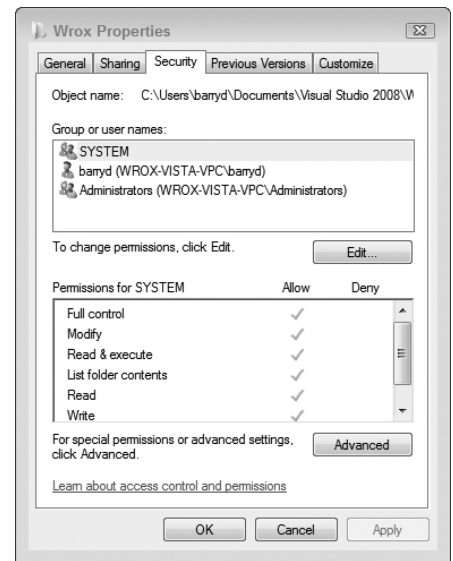 Wrox Properties
General Sharing Security Previous Versions Customize
Object name: C:\Users\barryd\Documents\Visual Studio 2008\W
Group or user names:
SYSTEM
barryd (WROX-VISTA-VPC\barryd)
Administrators (WROX-VISTA-VPC\Administrators)
To change permissions, click Edit.
Edit...
Permissions for SYSTEM Allow Deny
Full control
Modify
Read & execute
List folder contents
Read
Write
For special permissions or advanced settings,
click Advanced.
Advanced
Learn about access control and permissions
OK Cancel Apply